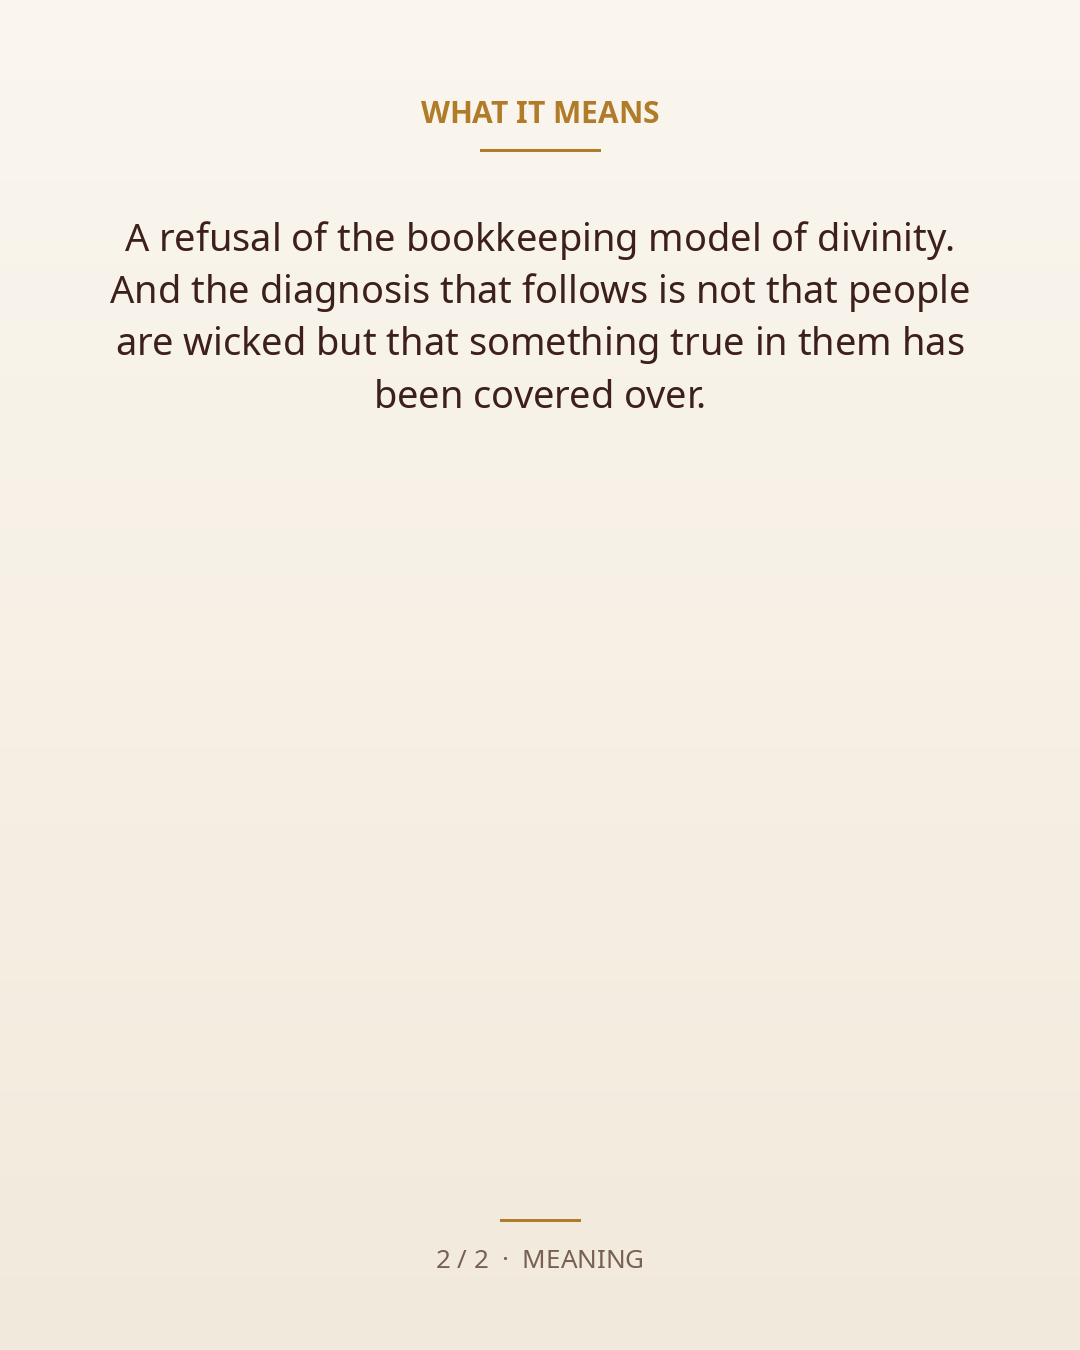 WHAT IT MEANS
A refusal of the bookkeeping model of divinity.
And the diagnosis that follows is not that people
are wicked but that something true in them has
been covered over.
2 / 2 · MEANING